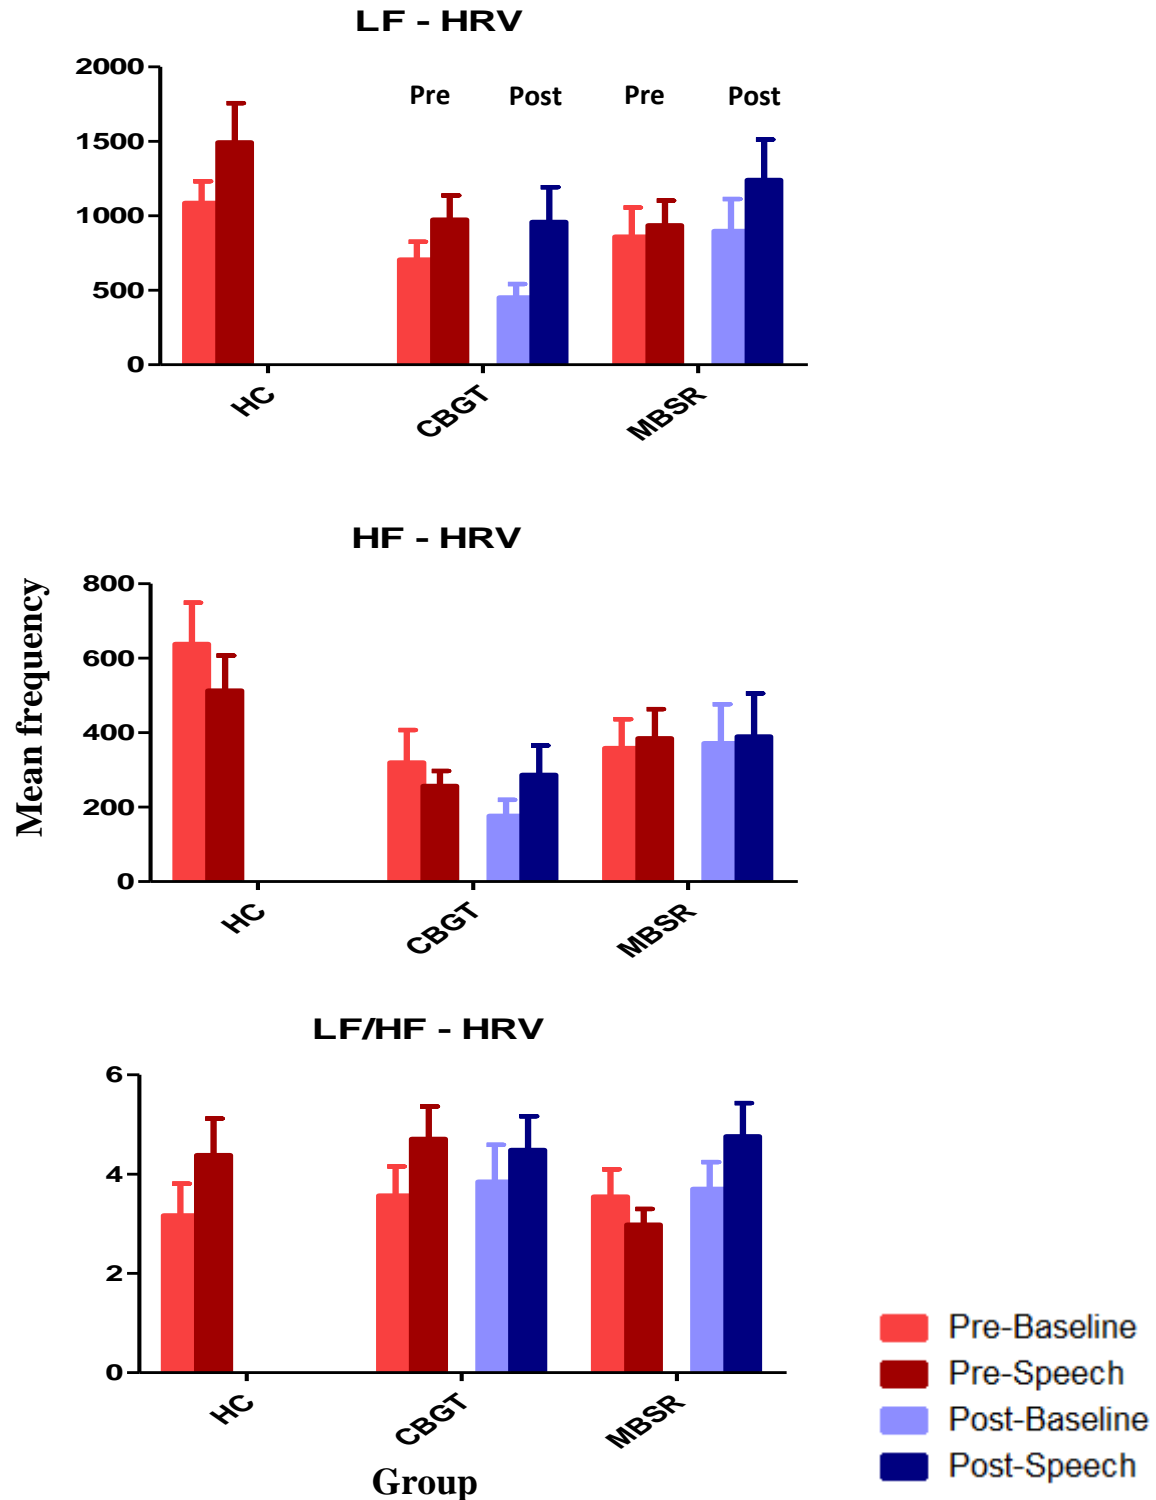 LF - HRV
2000
1500
1000
500
0
Pre Post Pre Post
HC CBGT MBSR
HF - HRV
Mean frequency
800
600
400
200
0
HC CBGT MBSR
LF/HF - HRV
6
4
2
0
HC CBGT MBSR
Group
Pre-Baseline
Pre-Speech
Post-Baseline
Post-Speech